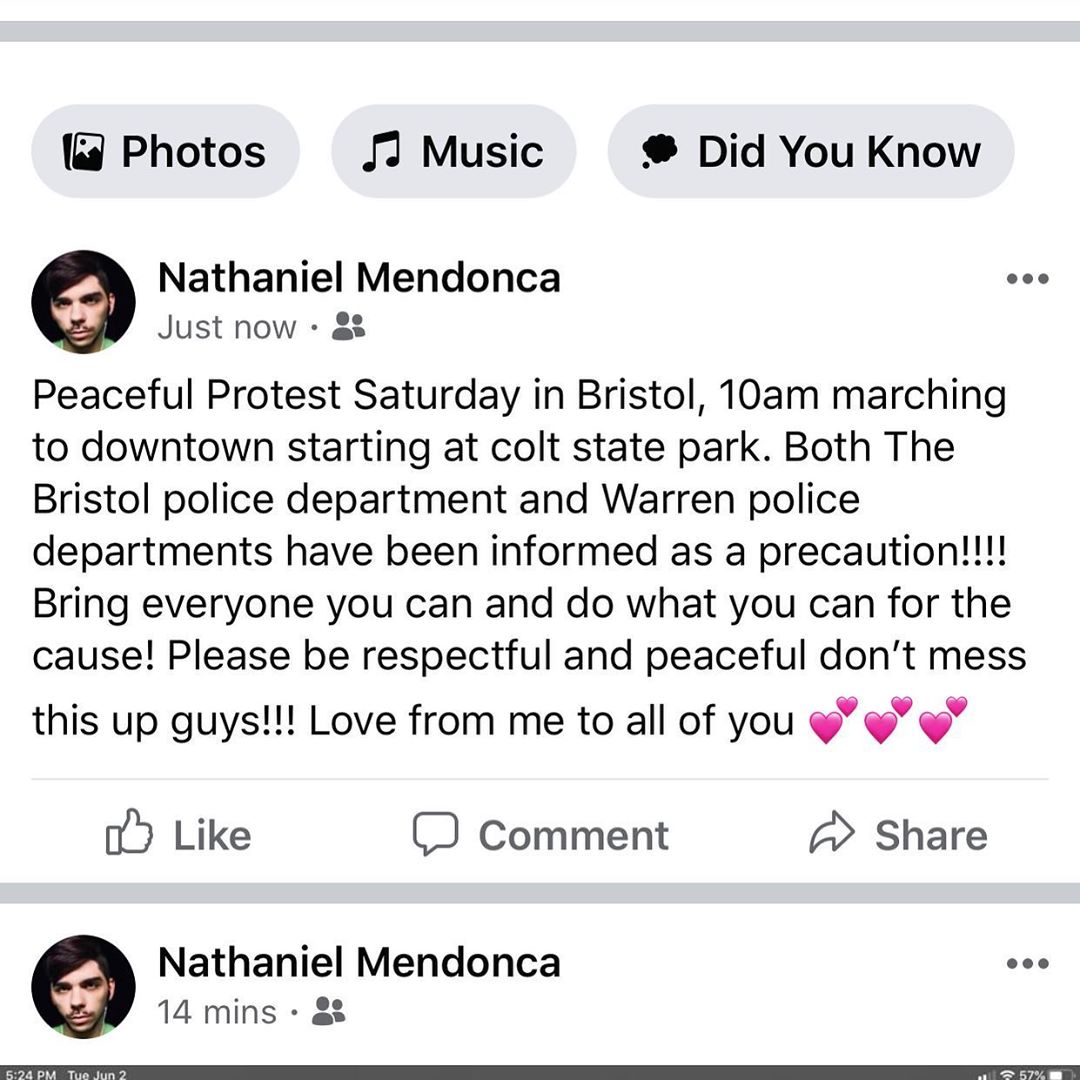 Photos Music Did You Know
Nathaniel Mendonca
Just now ·
Peaceful Protest Saturday in Bristol, 10am marching
to downtown starting at colt state park. Both The
Bristol police department and Warren police
departments have been informed as a precaution!!!!
Bring everyone you can and do what you can for the
cause! Please be respectful and peaceful don’t mess
this up guys!!! Love from me to all of you 💕💕💕
Like Comment Share
Nathaniel Mendonca
14 mins ·
5:24 PM Tue Jun 2 57%